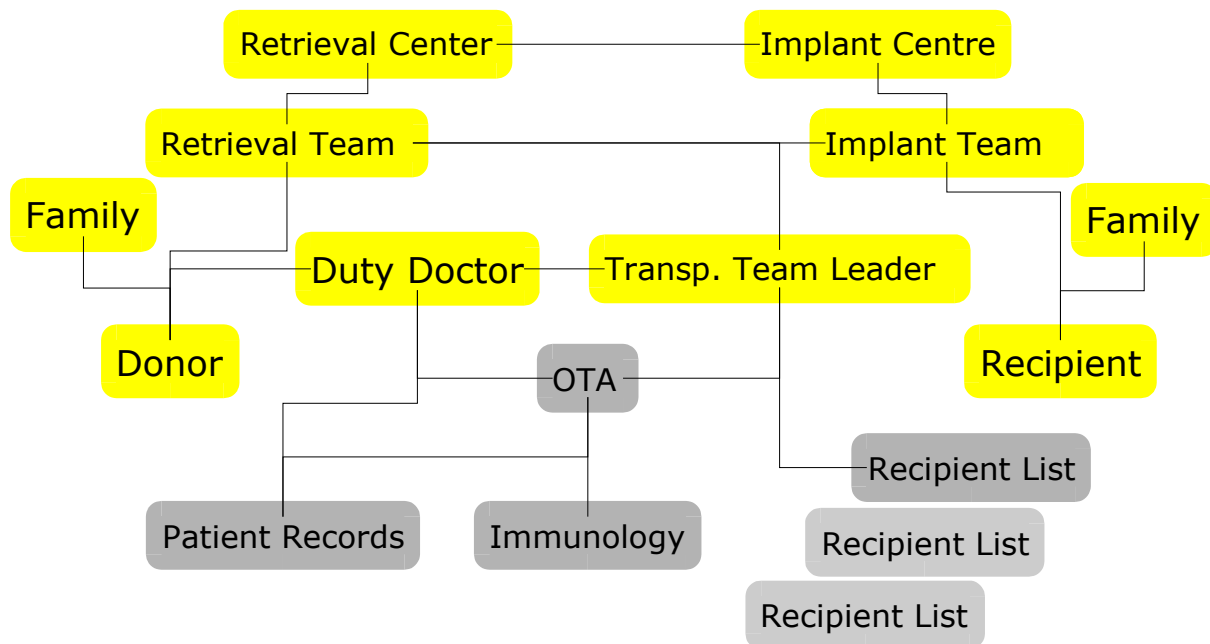 Retrieval Center
Implant Centre
Retrieval Team
Implant Team
Family
Family
Duty Doctor
Transp. Team Leader
Donor
OTA
Recipient
Recipient List
Patient Records
Immunology
Recipient List
Recipient List